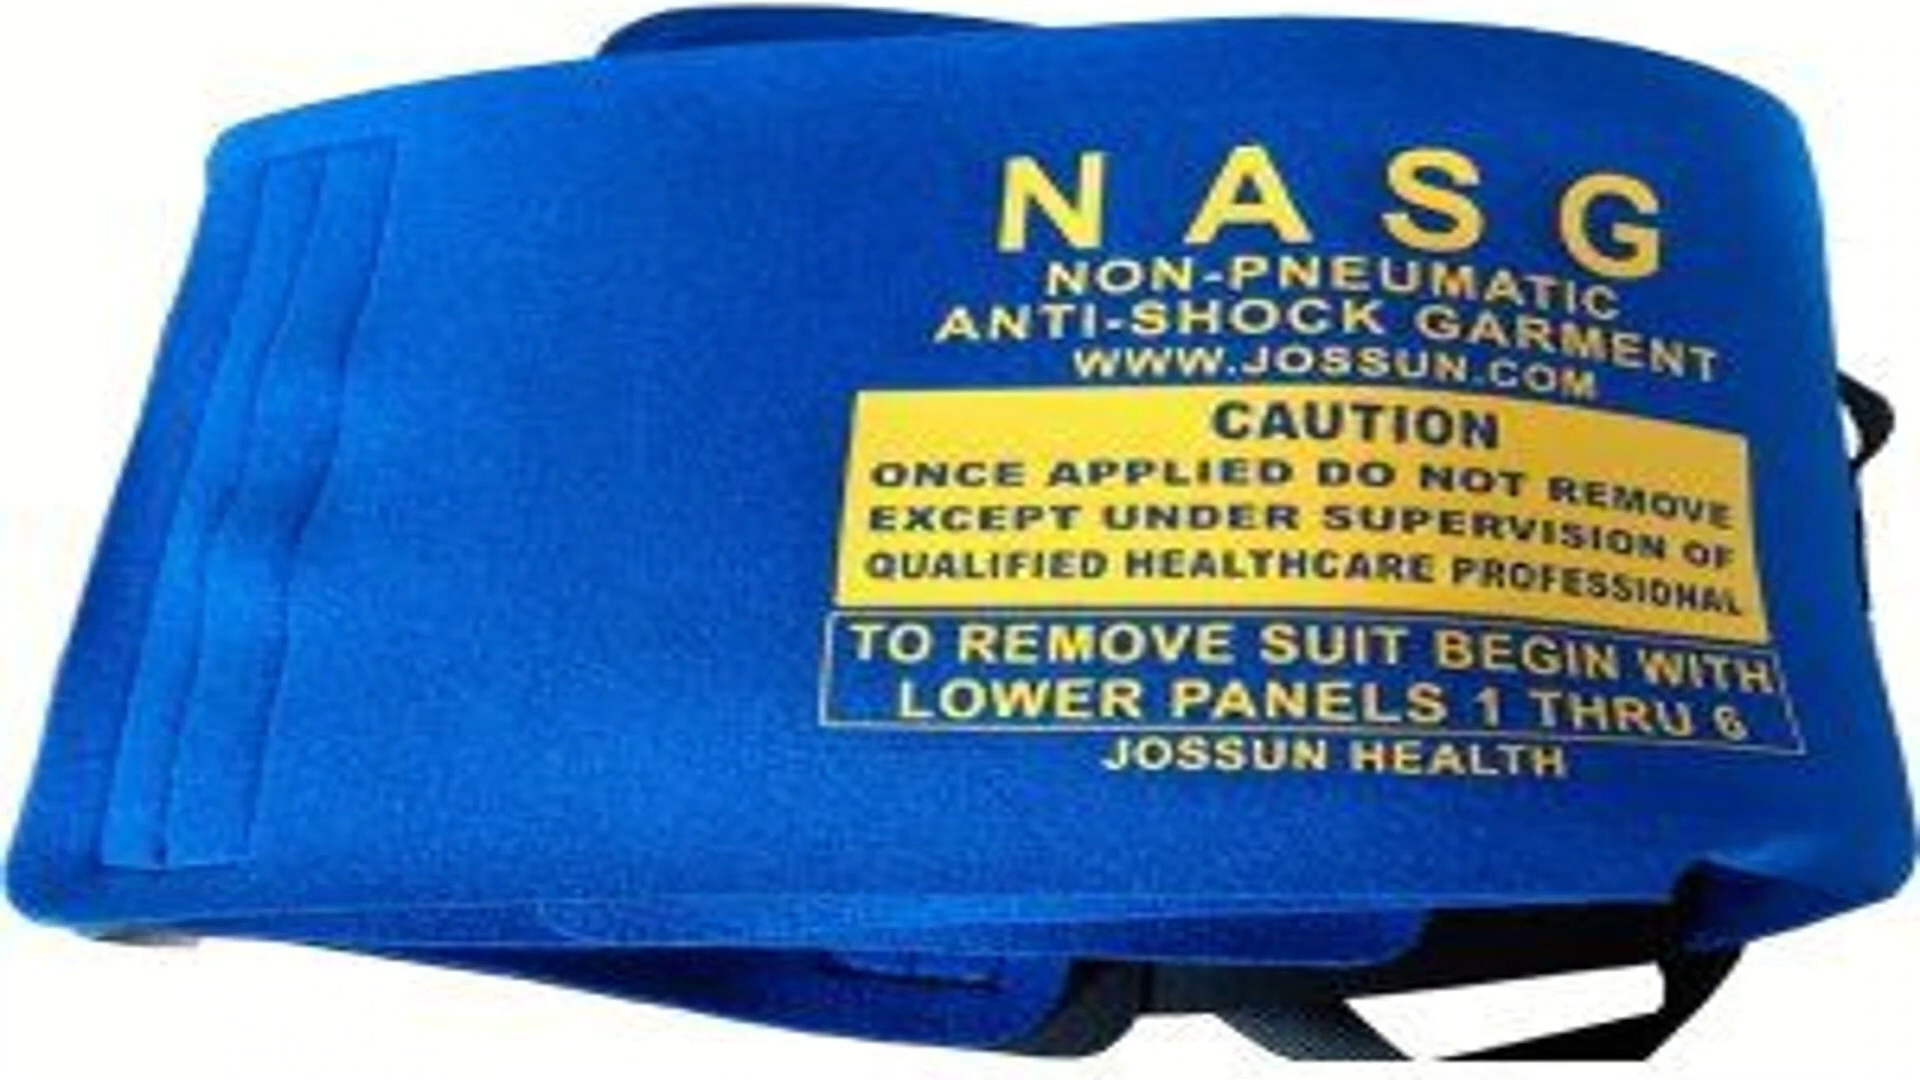 N A S G
NON-PNEUMATIC
ANTI-SHOCK GARMENT
WWW.JOSSUN.COM
CAUTION
ONCE APPLIED DO NOT REMOVE
EXCEPT UNDER SUPERVISION OF
QUALIFIED HEALTHCARE PROFESSIONAL
TO REMOVE SUIT BEGIN WITH
LOWER PANELS 1 THRU 6
JOSSUN HEALTH